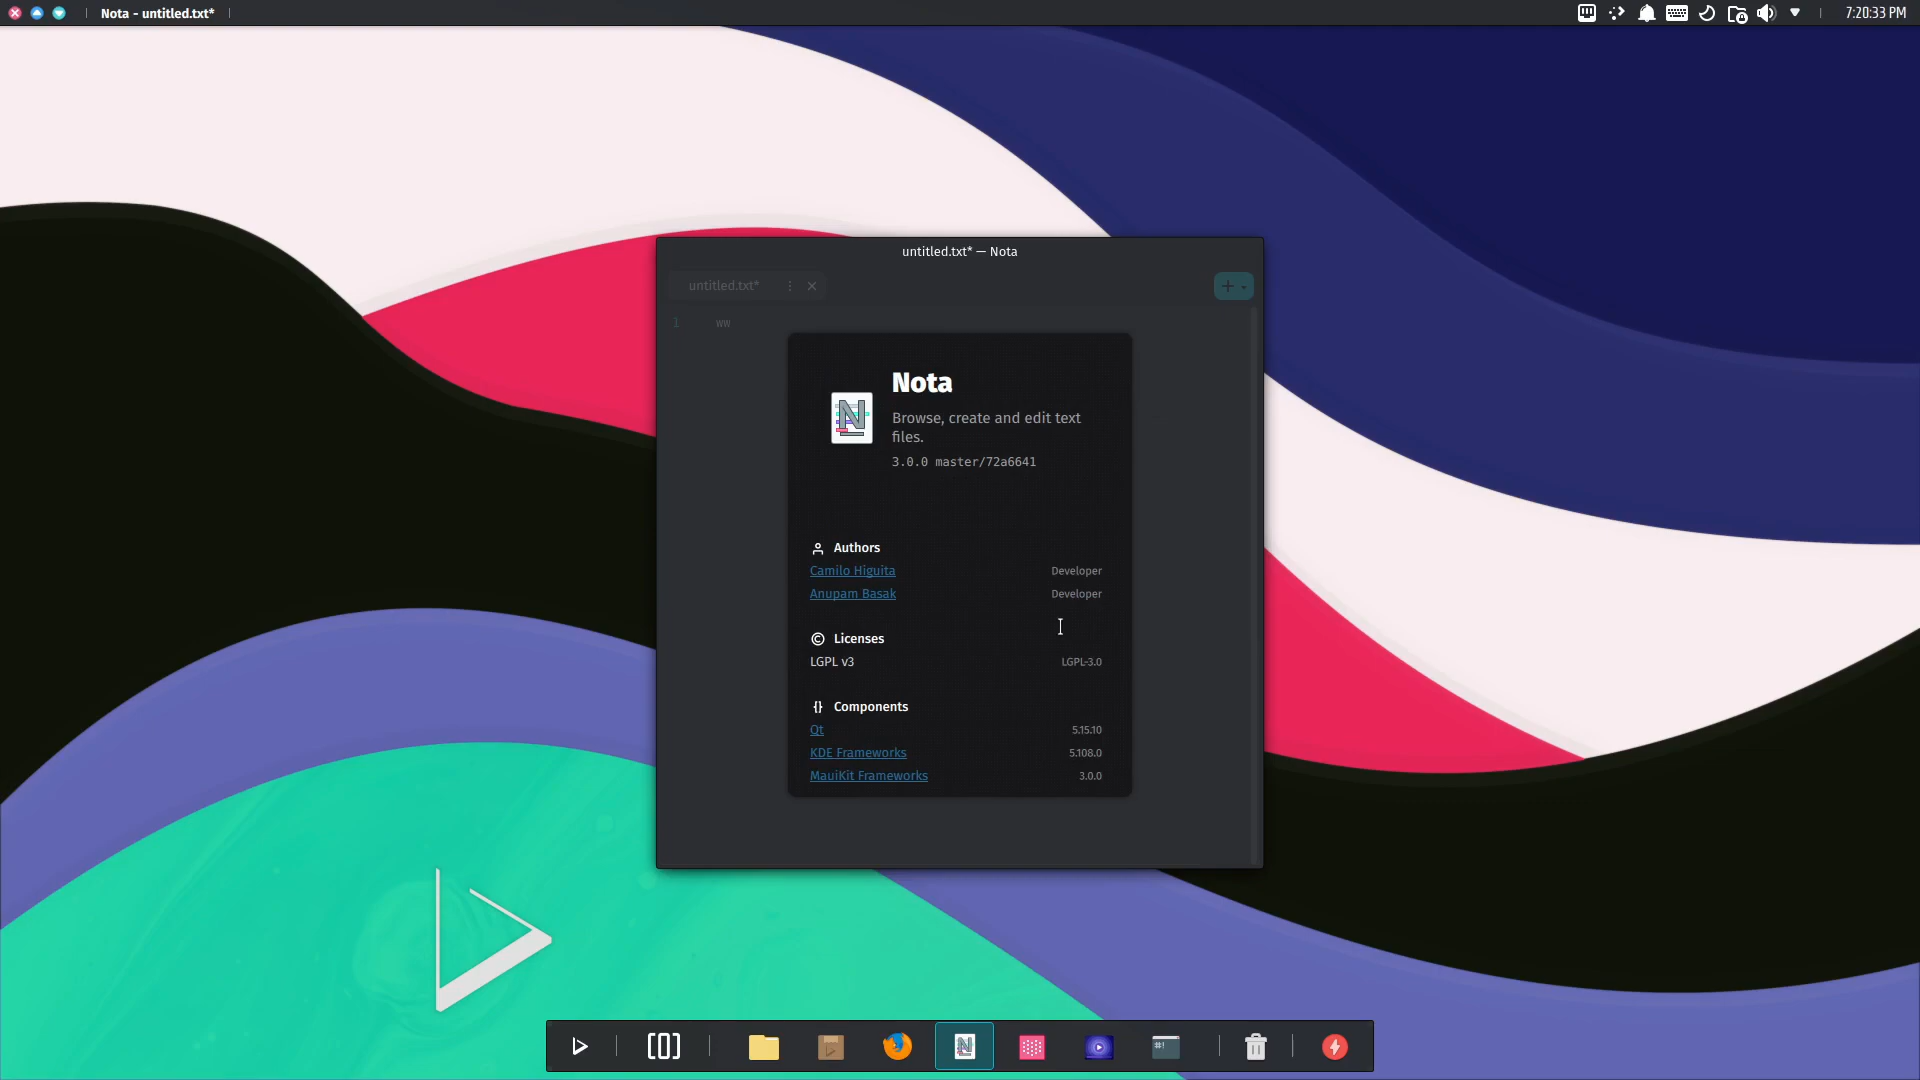 Nota - untitled.txt*
7:20:33 PM
untitled.txt* — Nota
untitled.txt*
1 ww
Nota
Browse, create and edit text
files.
3.0.0 master/72a6641
Authors
Camilo Higuita Developer
Anupam Basak Developer
Licenses
LGPL v3 LGPL-3.0
Components
Qt 5.15.10
KDE Frameworks 5.108.0
MauiKit Frameworks 3.0.0
#!